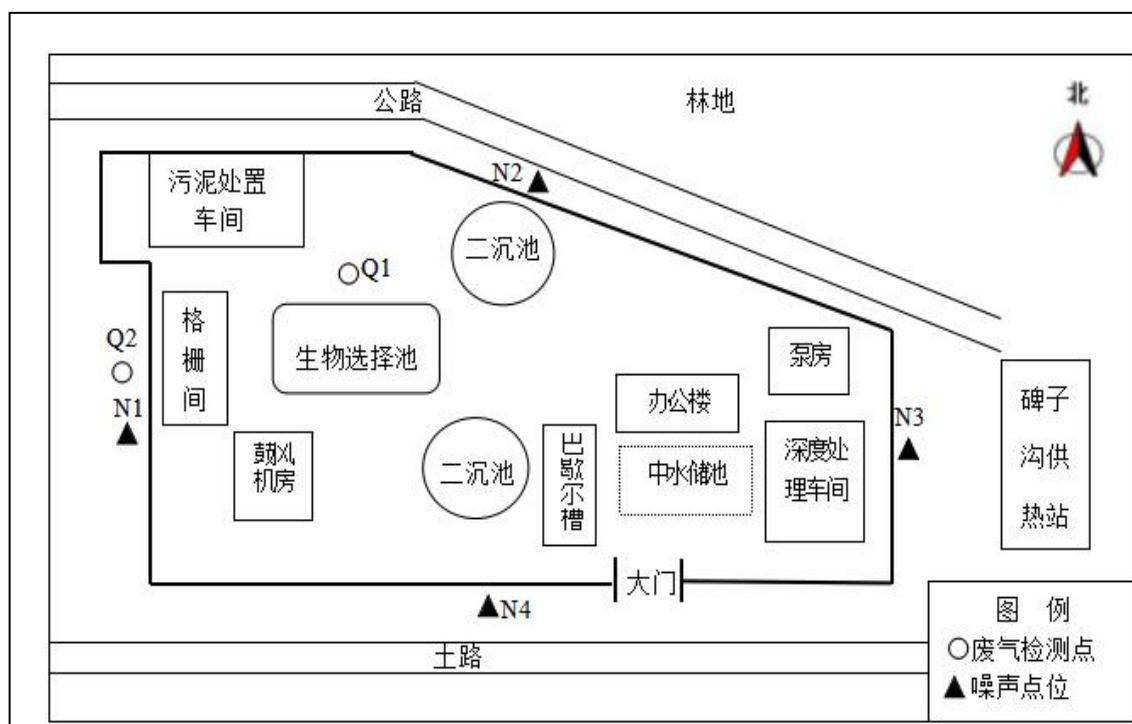 公路
林地
北
N2
污泥处置
车间
二沉池
Q1
格
栅
间
Q2
生物选择池
泵房
N1
办公楼
碑子
沟供
热站
N3
鼓风
机房
二沉池
巴歇尔槽
中水储池
深度处
理车间
大门
N4
图 例
废气检测点
噪声点位
土路